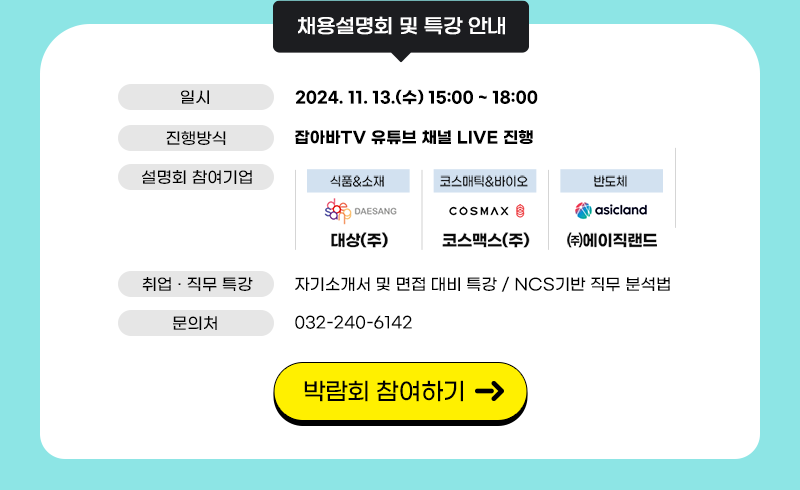 채용설명회 및 특강 안내
일시
2024. 11. 13.(수) 15:00 ~ 18:00
진행방식
잡아바TV 유튜브 채널 LIVE 진행
설명회 참여기업
식품&소재
코스매틱&바이오
반도체
DAESANG
COSMAX
asicland
대상(주)
코스맥스(주)
㈜에이직랜드
취업 · 직무 특강
자기소개서 및 면접 대비 특강 / NCS기반 직무 분석법
문의처
032-240-6142
박람회 참여하기 →